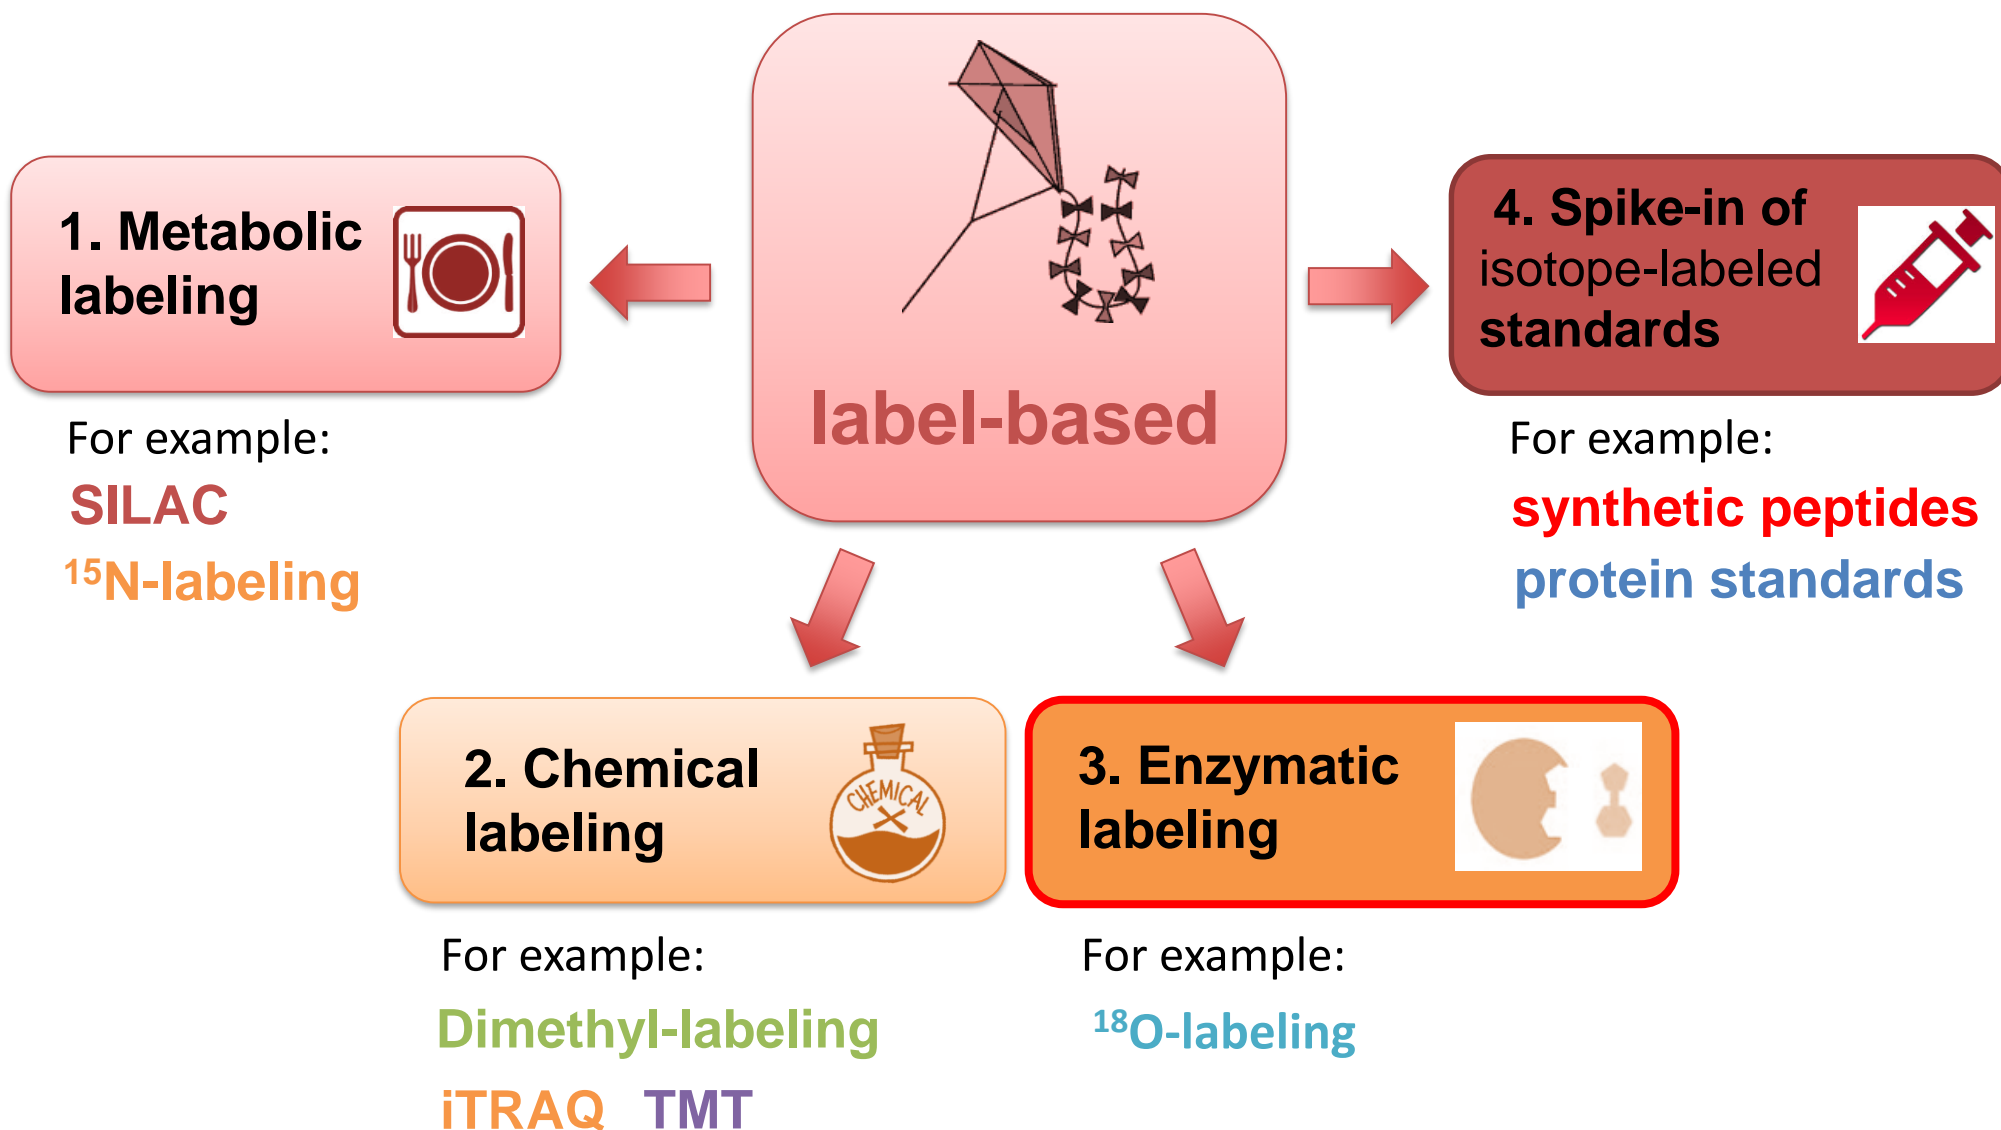 label-based
1. Metabolic
labeling
For example:
SILAC
¹⁵N-labeling
4. Spike-in of
isotope-labeled
standards
For example:
synthetic peptides
protein standards
2. Chemical
labeling
CHEMICAL
For example:
Dimethyl-labeling
iTRAQ TMT
3. Enzymatic
labeling
For example:
¹⁸O-labeling